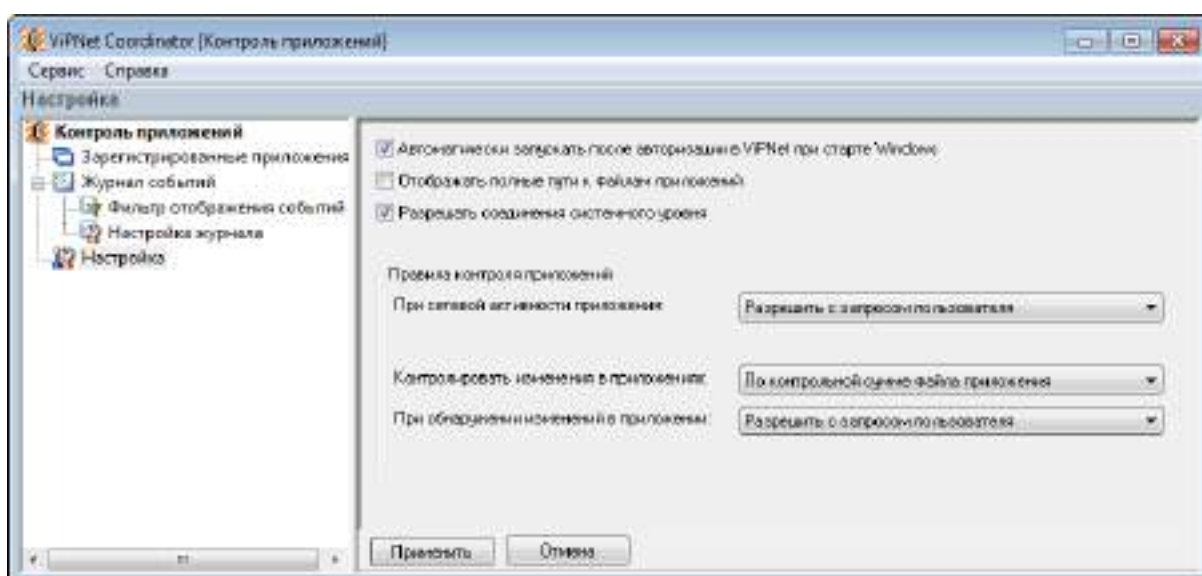 ViPNet Coordinator [Контроль приложений]
Сервис Справка
Настройка
Контроль приложений
Зарегистрированные приложения
Журнал событий
Фильтр отображения событий
Настройка журнала
Настройка
Автоматически запускать после авторизации в ViPNet при старте Windows
Отображать полные пути к файлам приложений
Разрешать соединения системного уровня
Правила контроля приложений
При сетевой активности приложения:
Разрешить с запросом пользователя
Контролировать изменения в приложениях:
По контрольной сумме файла приложения
При обнаружении изменений в приложении:
Разрешить с запросом пользователя
Применить Отмена